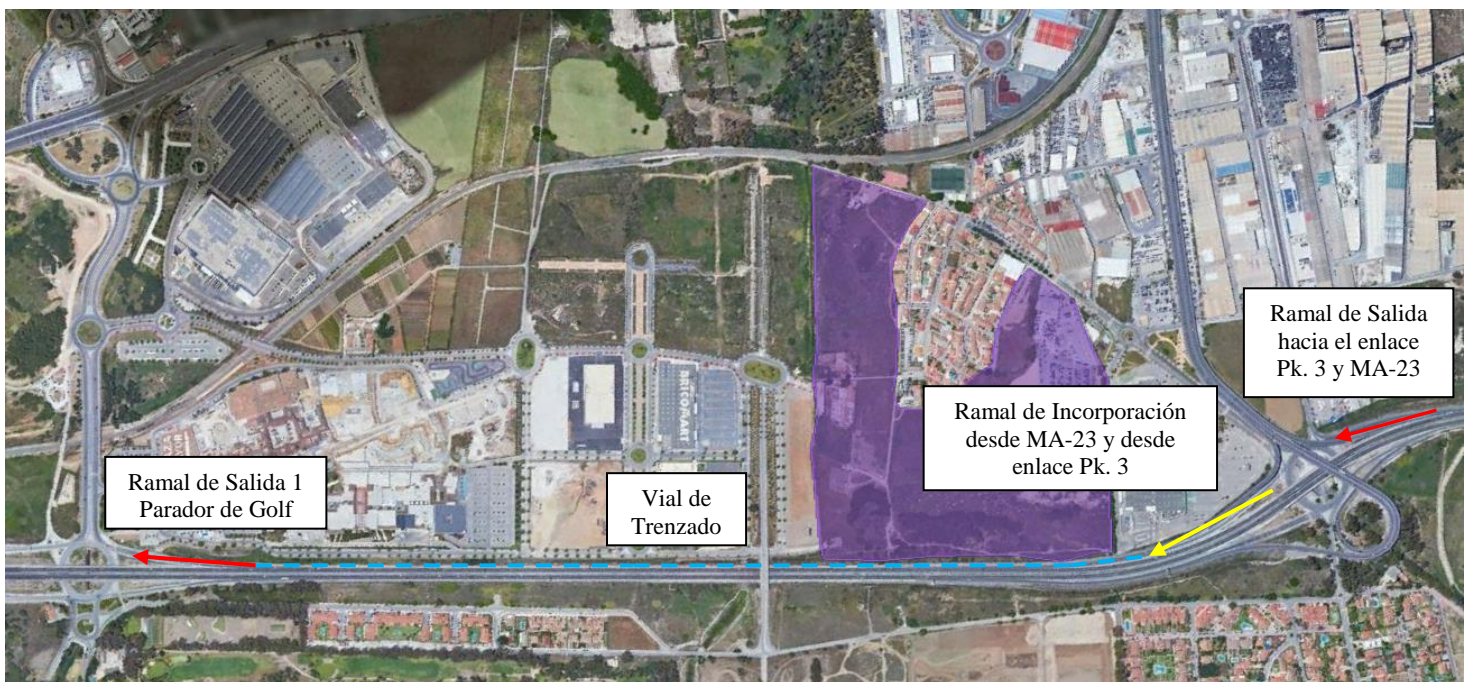 Ramal de Salida
hacia el enlace
Pk. 3 y MA-23
Ramal de Incorporación
desde MA-23 y desde
enlace Pk. 3
Ramal de Salida 1
Parador de Golf
Vial de
Trenzado
BRICOMART